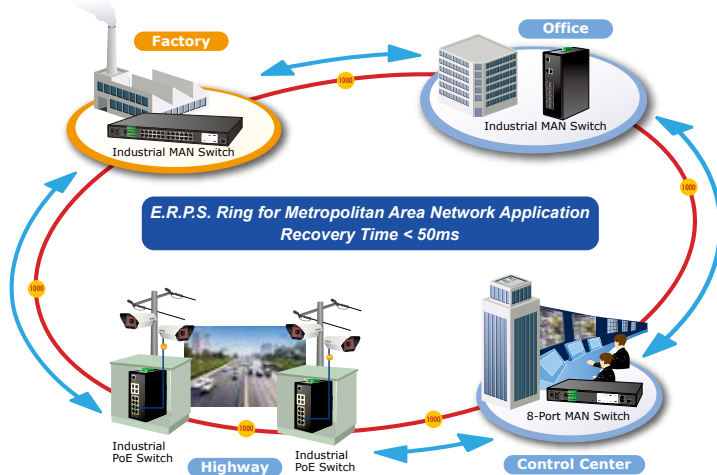 Factory
Office
1000
Industrial MAN Switch
Industrial MAN Switch
1000
E.R.P.S. Ring for Metropolitan Area Network Application
Recovery Time < 50ms
1000
8-Port MAN Switch
1000
1000
Industrial
PoE Switch
Industrial
PoE Switch
Highway
Control Center